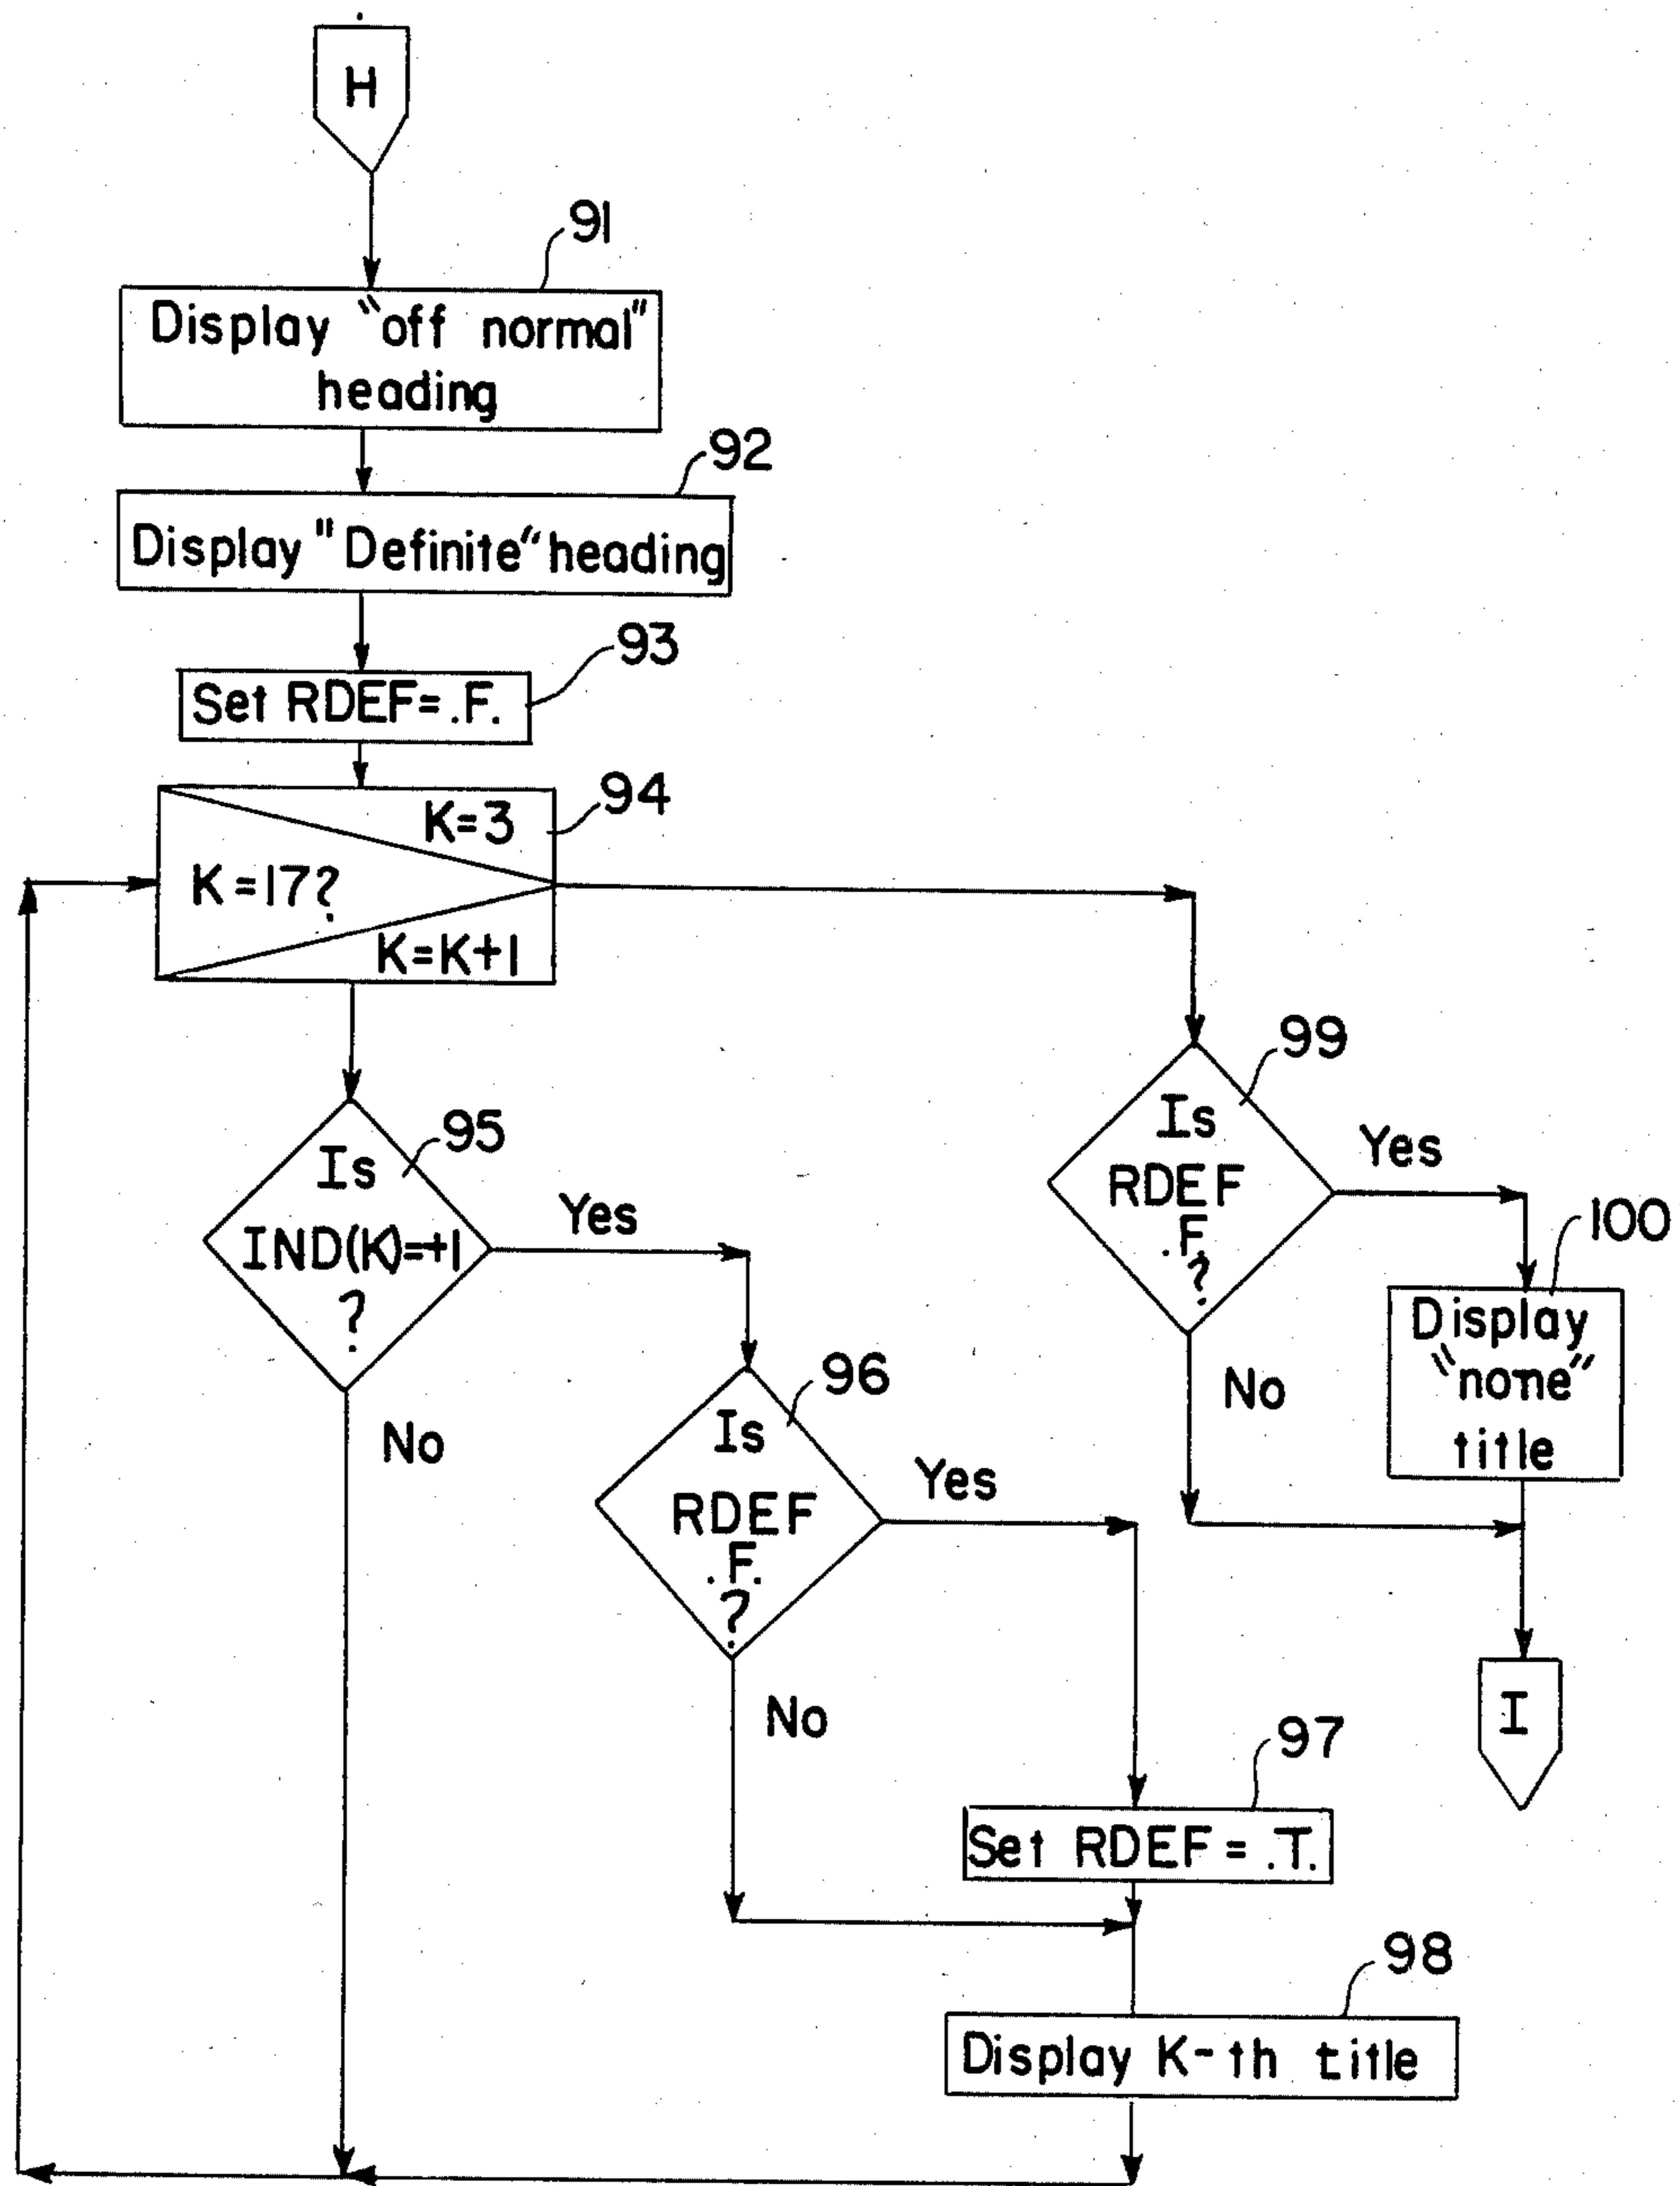 H
91
Display "off normal"
heading
92
Display "Definite" heading
93
Set RDEF= .F.
94
K=3
K=17?
K=K+1
95
Is
IND(K)=+1
?
Yes
No
96
Is
RDEF
.F.
?
Yes
No
97
Set RDEF = .T.
98
Display K-th title
99
Is
RDEF
.F.
?
Yes
No
100
Display
"none"
title
I